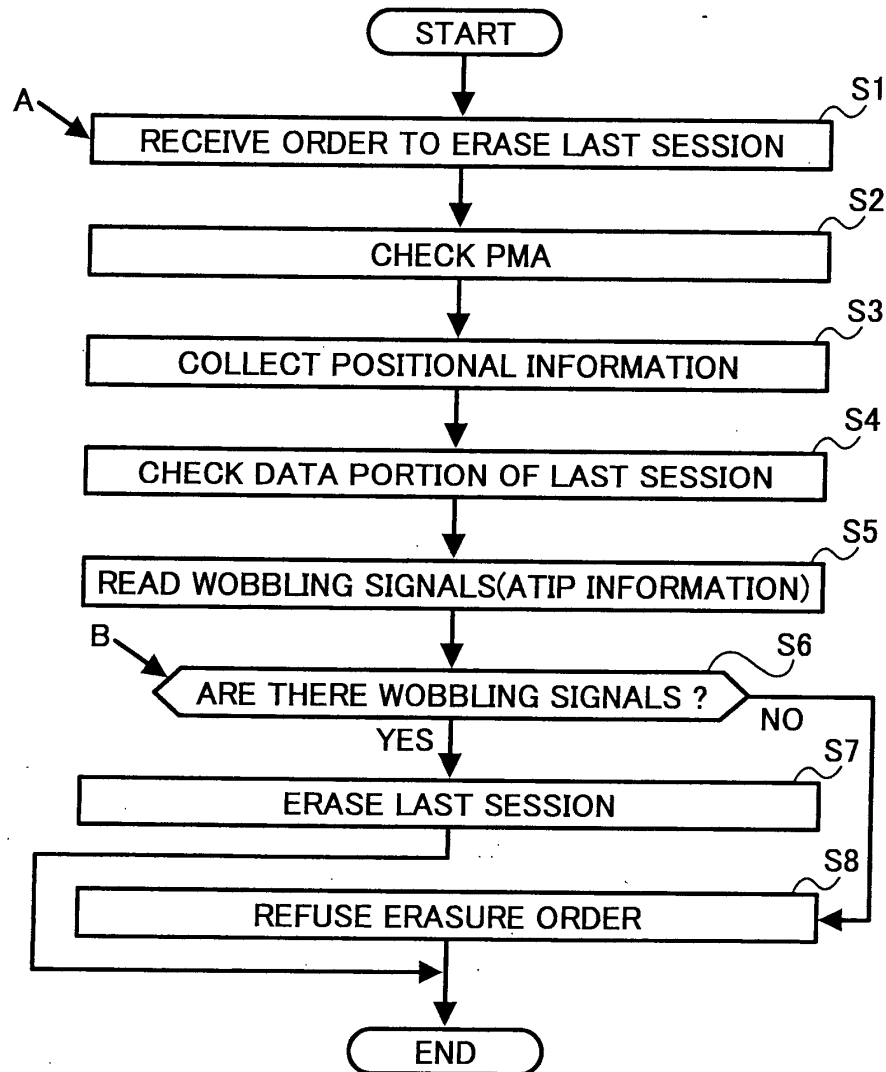 START
A
S1
RECEIVE ORDER TO ERASE LAST SESSION
S2
CHECK PMA
S3
COLLECT POSITIONAL INFORMATION
S4
CHECK DATA PORTION OF LAST SESSION
S5
READ WOBBLING SIGNALS(ATIP INFORMATION)
B
S6
ARE THERE WOBBLING SIGNALS ?
NO
YES
S7
ERASE LAST SESSION
S8
REFUSE ERASURE ORDER
END